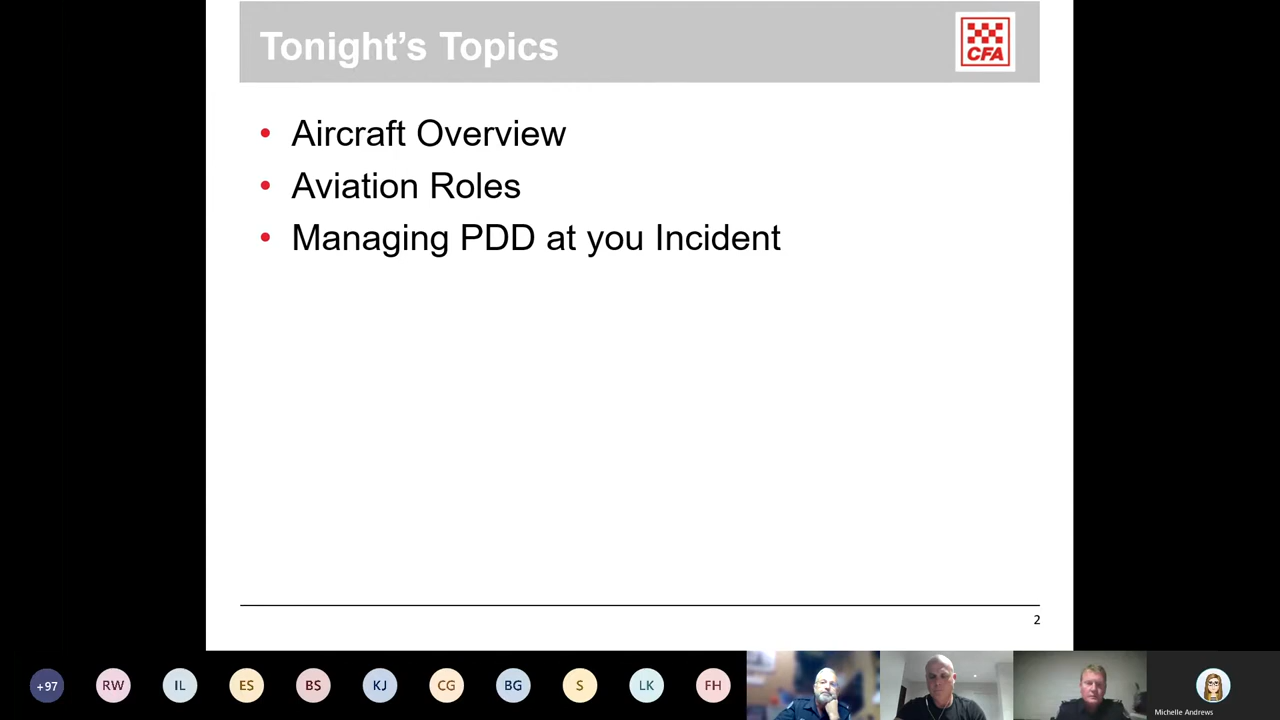 Tonight's Topics
CFA
• Aircraft Overview
• Aviation Roles
• Managing PDD at you Incident
2
+97
RW
IL
ES
BS
KJ
CG
BG
S
LK
FH
Michelle Andrews